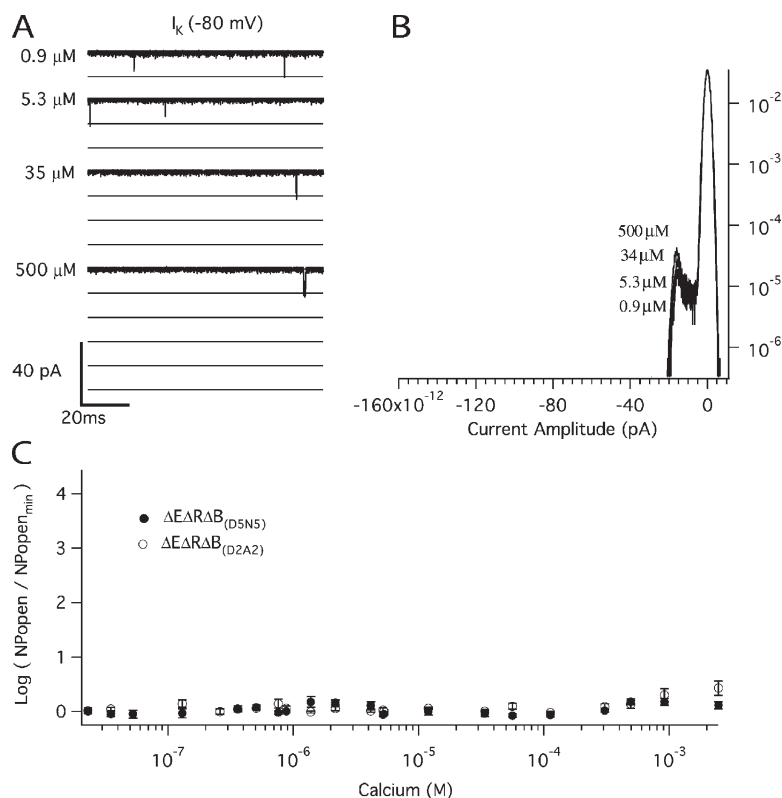 A
I_K (-80 mV)
0.9 μM
5.3 μM
35 μM
500 μM
40 pA
20ms
B
10^-2
10^-3
10^-4
10^-5
10^-6
500 μM
34 μM
5.3 μM
0.9 μM
-160x10^-12 -120 -80 -40 0
Current Amplitude (pA)
C
Log ( NPopen / NPopen_min )
4
3
2
1
0
● ΔEΔRΔB_(D5N5)
○ ΔEΔRΔB_(D2A2)
10^-7 10^-6 10^-5 10^-4 10^-3
Calcium (M)